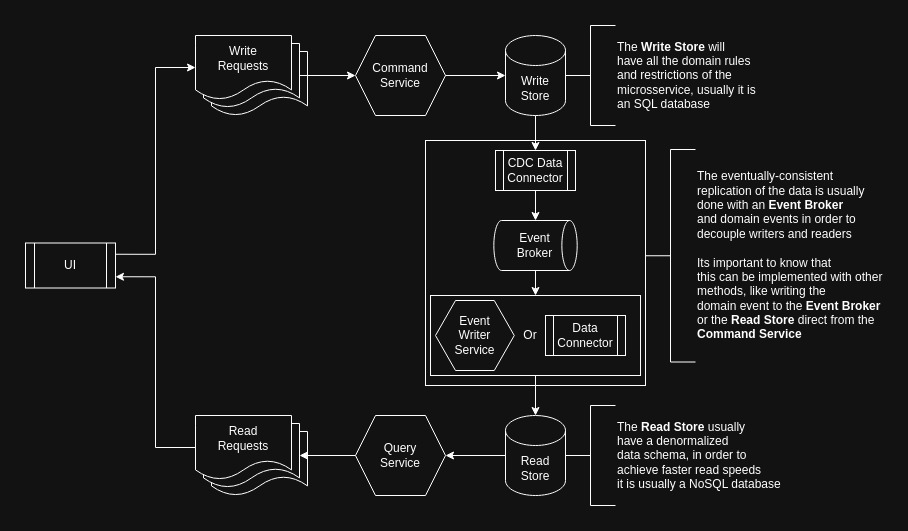 Write
Requests
Command
Service
Write
Store
The Write Store will
have all the domain rules
and restrictions of the
microsservice, usually it is
an SQL database
CDC Data
Connector
Event
Broker
Event
Writer
Service
Or
Data
Connector
The eventually-consistent
replication of the data is usually
done with an Event Broker
and domain events in order to
decouple writers and readers
Its important to know that
this can be implemented with other
methods, like writing the
domain event to the Event Broker
or the Read Store direct from the
Command Service
UI
Read
Requests
Query
Service
Read
Store
The Read Store usually
have a denormalized
data schema, in order to
achieve faster read speeds
it is usually a NoSQL database